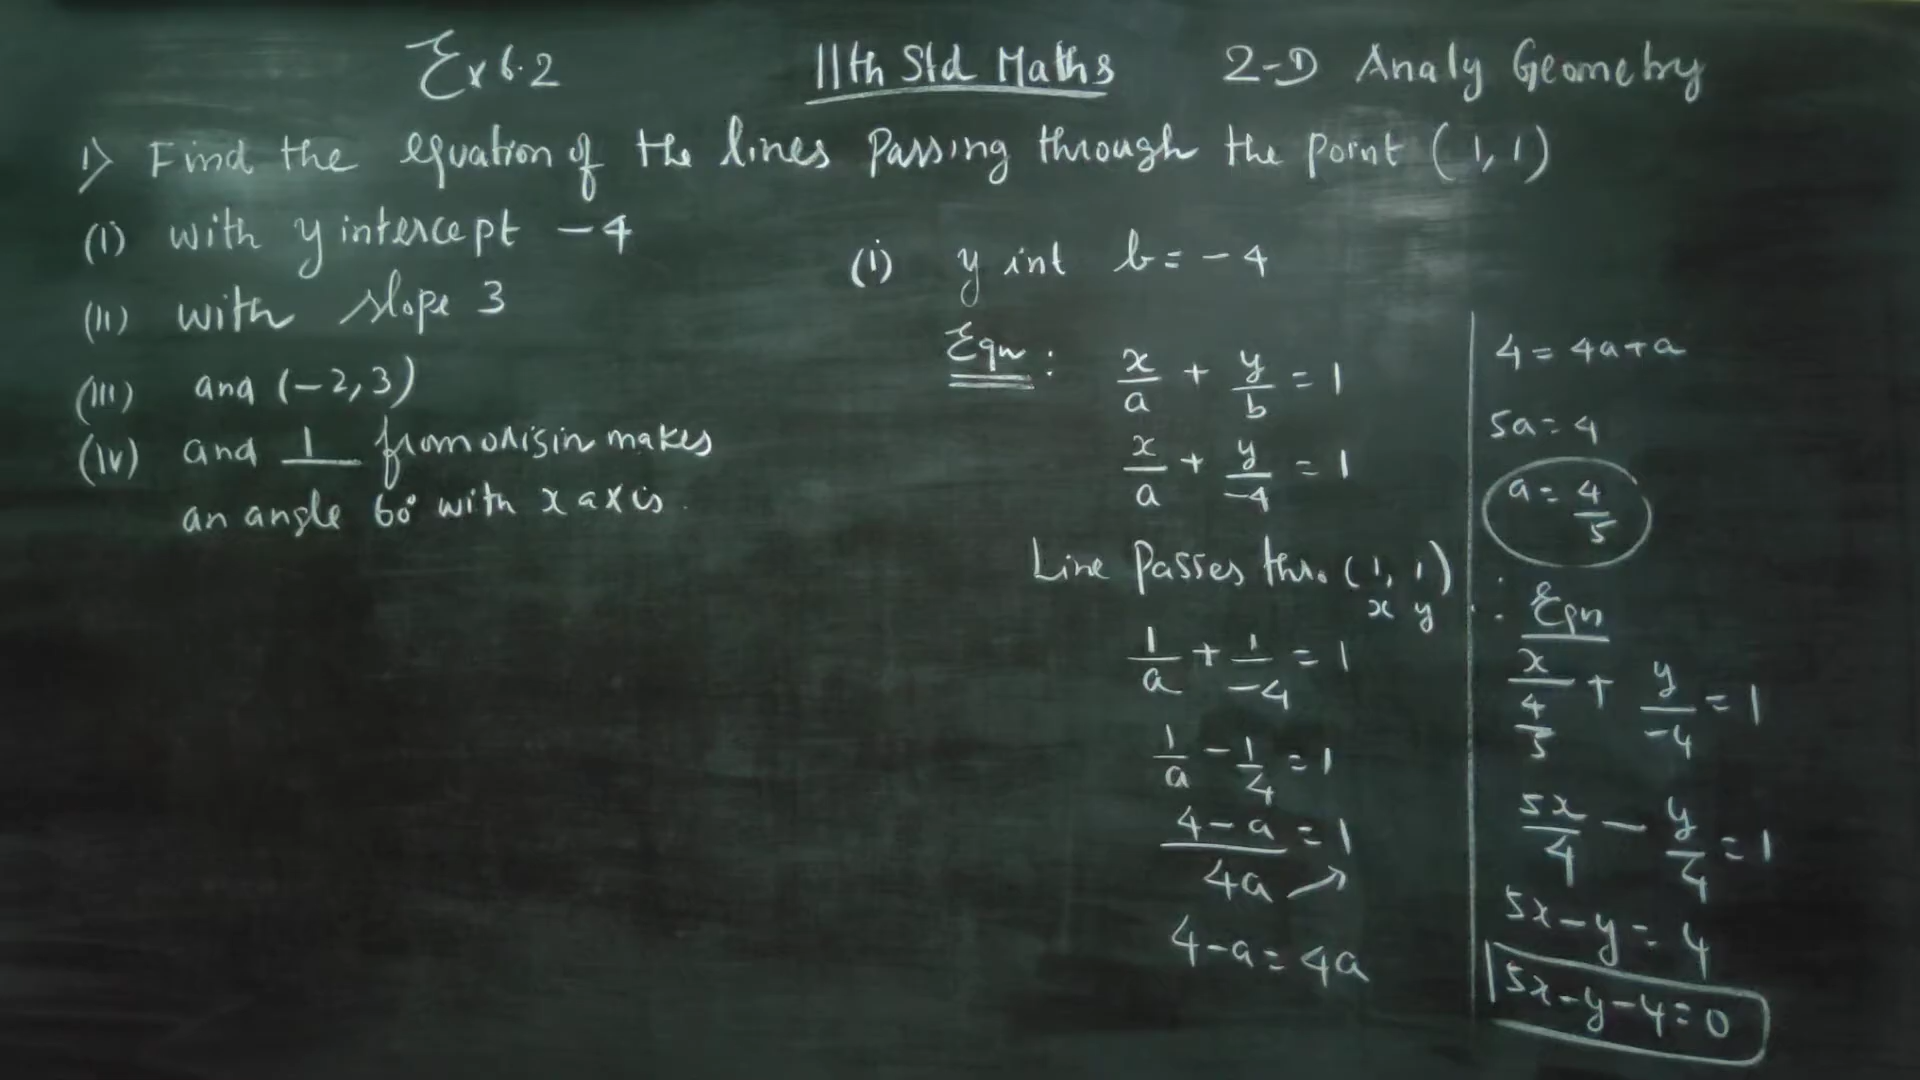 Ex 6.2 11th Std Maths 2-D Analy Geometry
1) Find the equation of the lines passing through the point (1, 1)
(i) with y intercept -4
(ii) with slope 3
(iii) and (-2, 3)
(iv) and ⊥ from origin makes
an angle 60° with x axis.
(i) y int b = -4
Eqn : x/a + y/b = 1
x/a + y/-4 = 1
Line passes thro. (1, 1)
x y
1/a + 1/-4 = 1
1/a - 1/4 = 1
4-a/4a = 1
4-a = 4a
4 = 4a+a
5a = 4
a = 4/5
∴ Eqn
x/(4/5) + y/-4 = 1
5x/4 - y/4 = 1
5x-y = 4
5x-y-4=0